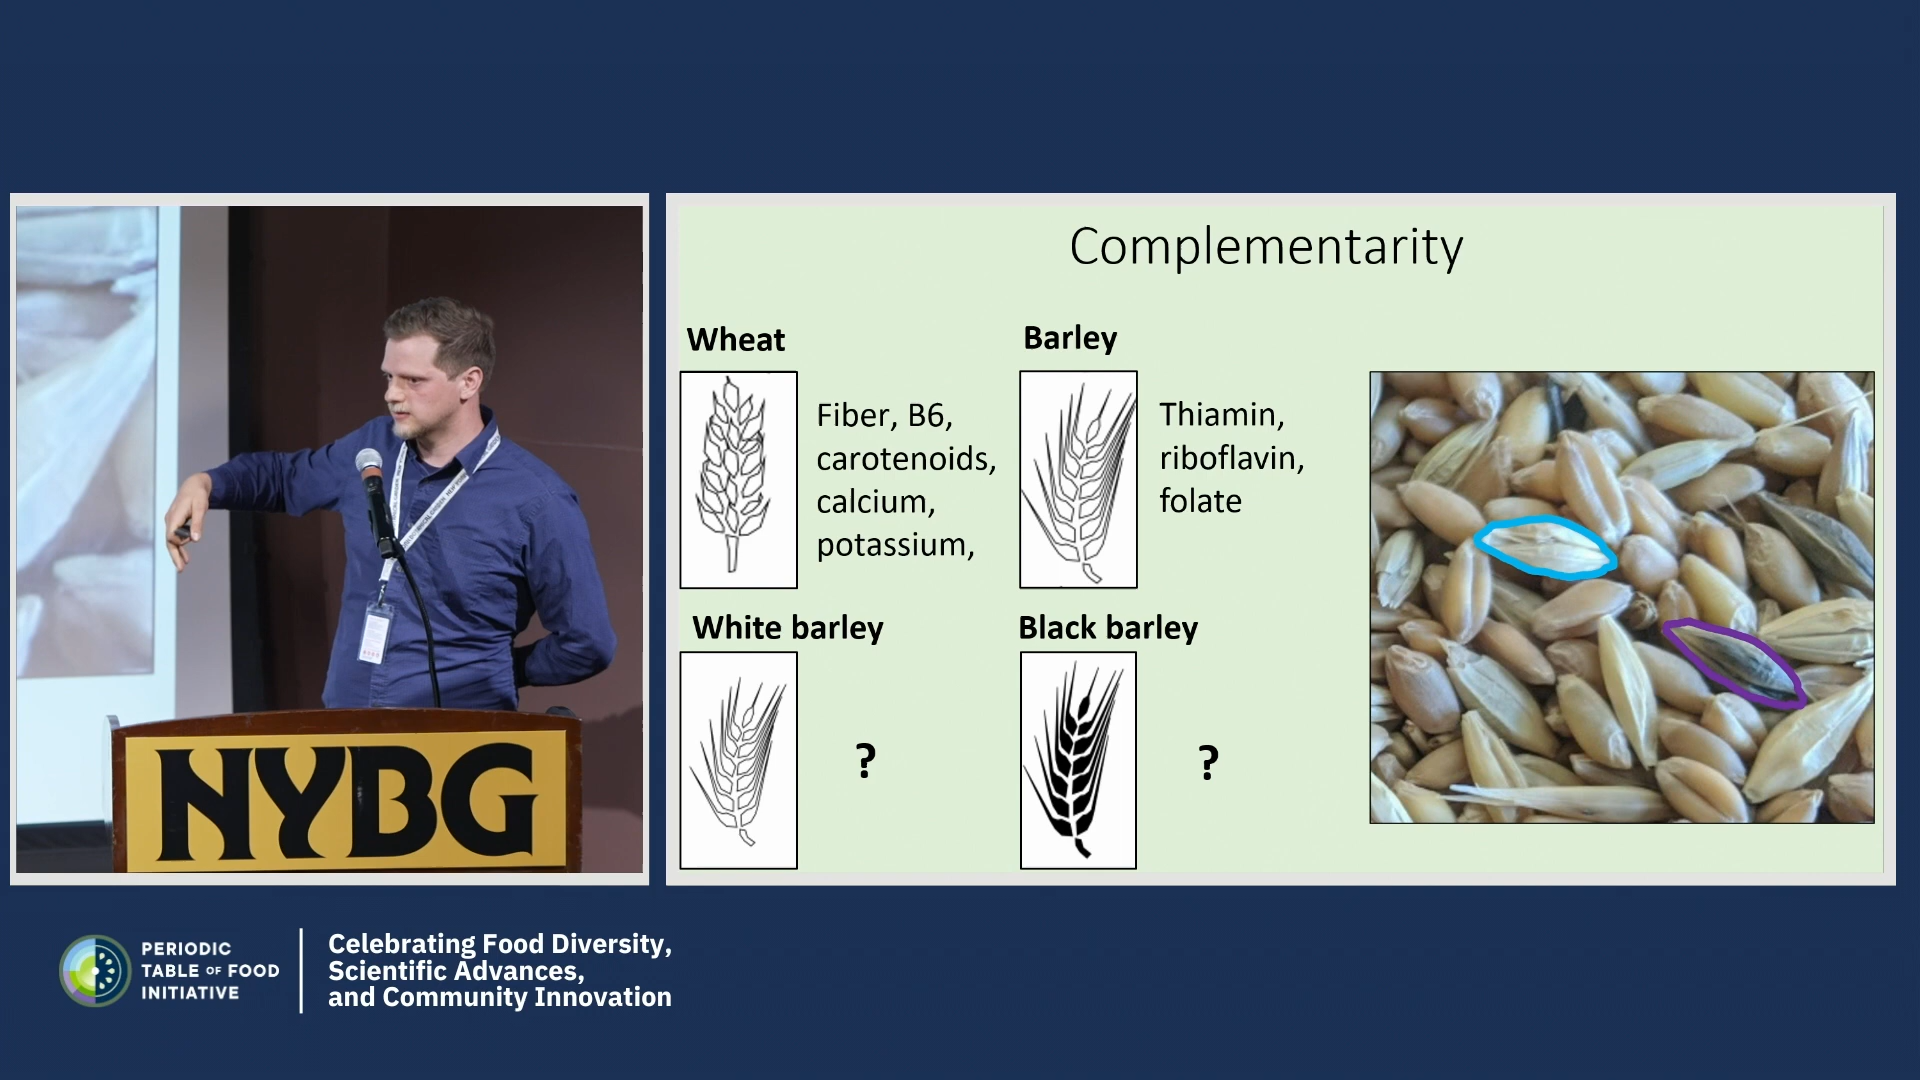 Complementarity
Wheat
Fiber, B6,
carotenoids,
calcium,
potassium,
Barley
Thiamin,
riboflavin,
folate
White barley
?
Black barley
?
NYBG
PERIODIC
TABLE OF FOOD
INITIATIVE
Celebrating Food Diversity,
Scientific Advances,
and Community Innovation